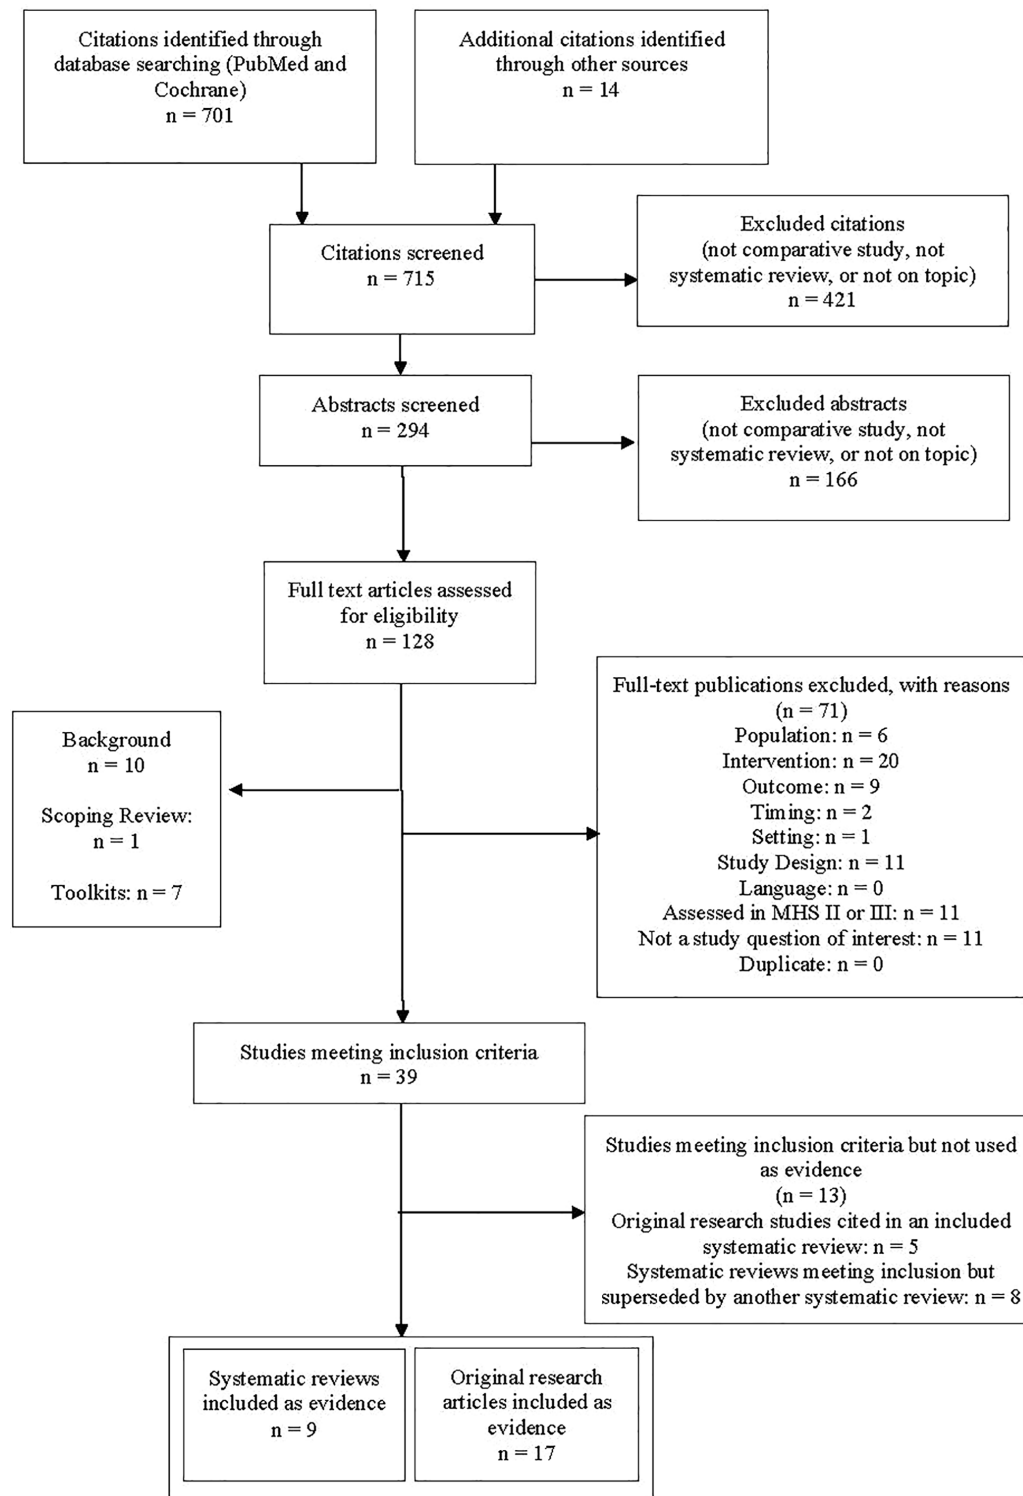 Citations identified through
database searching (PubMed and
Cochrane)
n = 701
Additional citations identified
through other sources
n = 14
Citations screened
n = 715
Excluded citations
(not comparative study, not
systematic review, or not on topic)
n = 421
Abstracts screened
n = 294
Excluded abstracts
(not comparative study, not
systematic review, or not on topic)
n = 166
Full text articles assessed
for eligibility
n = 128
Full-text publications excluded, with reasons
(n = 71)
Population: n = 6
Intervention: n = 20
Outcome: n = 9
Timing: n = 2
Setting: n = 1
Study Design: n = 11
Language: n = 0
Assessed in MHS II or III: n = 11
Not a study question of interest: n = 11
Duplicate: n = 0
Background
n = 10
Scoping Review:
n = 1
Toolkits: n = 7
Studies meeting inclusion criteria
n = 39
Studies meeting inclusion criteria but not used
as evidence
(n = 13)
Original research studies cited in an included
systematic review: n = 5
Systematic reviews meeting inclusion but
superseded by another systematic review: n = 8
Systematic reviews
included as evidence
n = 9
Original research
articles included as
evidence
n = 17